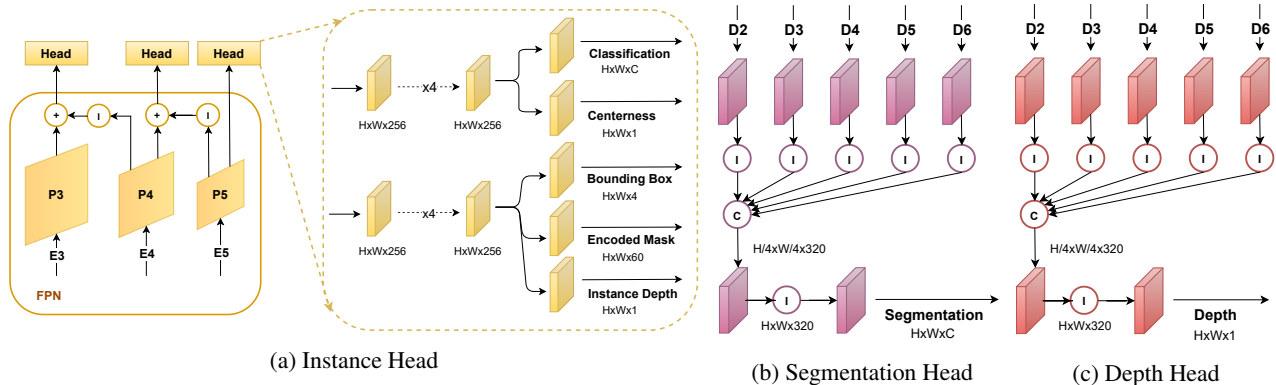 Head
Head
Head
+
I
+
I
P3
P4
P5
E3
E4
E5
FPN
HxWx256
x4
HxWx256
Classification
HxWxC
Centerness
HxWx1
HxWx256
x4
HxWx256
Bounding Box
HxWx4
Encoded Mask
HxWx60
Instance Depth
HxWx1
(a) Instance Head
D2 D3 D4 D5 D6
I I I I I
C
H/4xW/4x320
I
HxWx320
Segmentation
HxWxC
(b) Segmentation Head
D2 D3 D4 D5 D6
I I I I I
C
H/4xW/4x320
I
HxWx320
Depth
HxWx1
(c) Depth Head